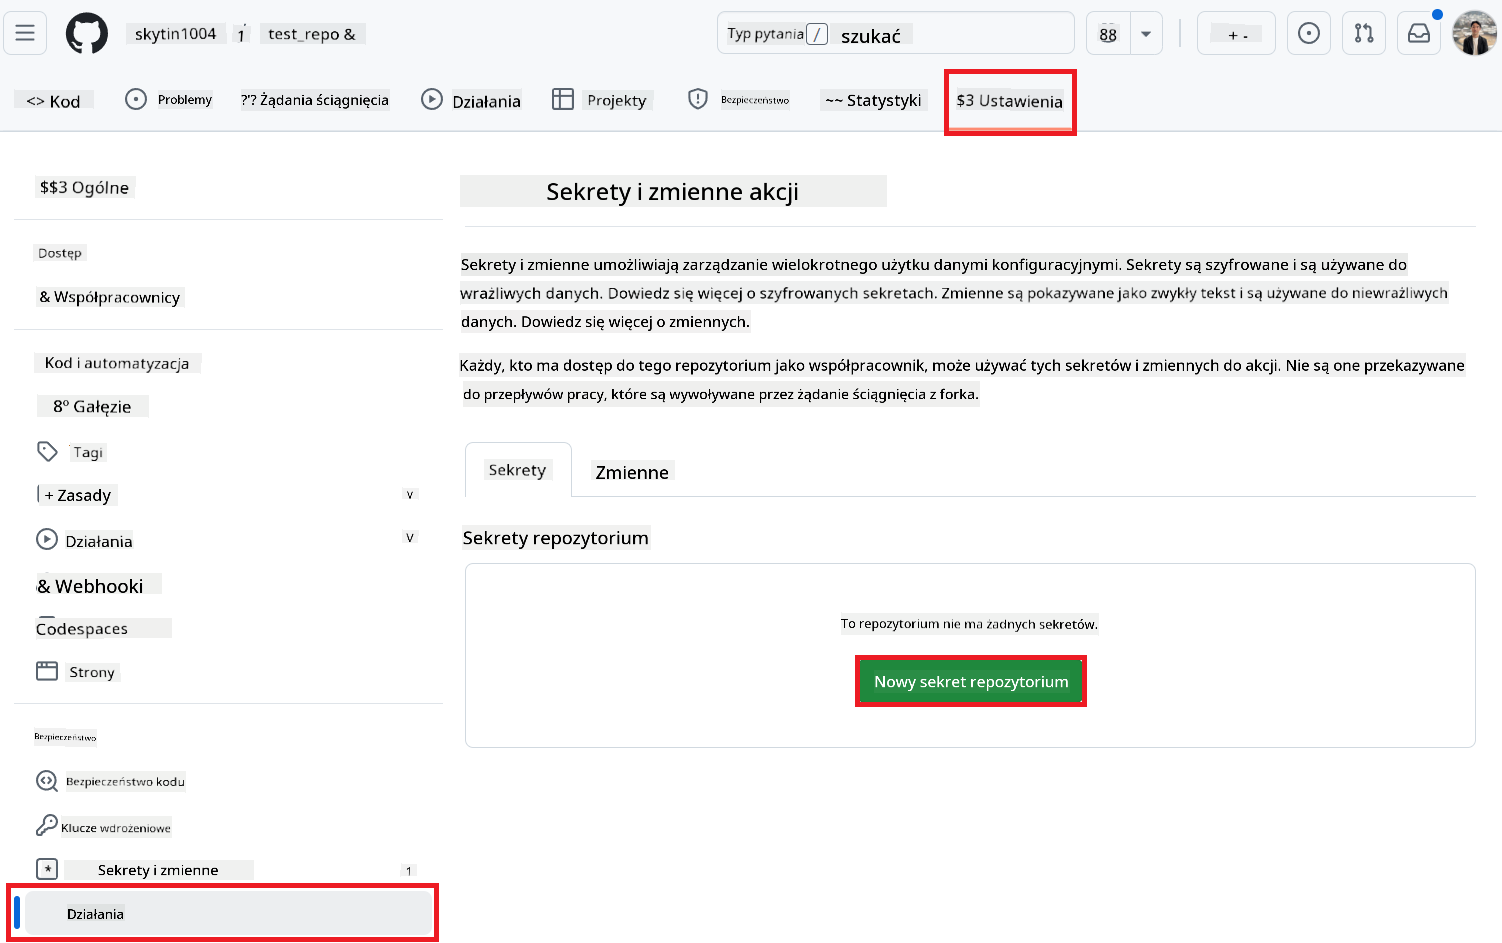 skytin1004 1 test_repo &
Typ pytania / szukać
88
+ -
<> Kod
Problemy
?'? Żądania ściągnięcia
Działania
Projekty
Bezpieczeństwo
~~ Statystyki
$3 Ustawienia
$$3 Ogólne
Dostęp
& Współpracownicy
Kod i automatyzacja
8° Gałęzie
Tagi
+ Zasady v
Działania V
& Webhooki
Codespaces
Strony
Bezpieczeństwo
Bezpieczeństwo kodu
Klucze wdrożeniowe
* Sekrety i zmienne 1
Działania
Sekrety i zmienne akcji
Sekrety i zmienne umożliwiają zarządzanie wielokrotnego użytku danymi konfiguracyjnymi. Sekrety są szyfrowane i są używane do
wrażliwych danych. Dowiedz się więcej o szyfrowanych sekretach. Zmienne są pokazywane jako zwykły tekst i są używane do niewrażliwych
danych. Dowiedz się więcej o zmiennych.
Każdy, kto ma dostęp do tego repozytorium jako współpracownik, może używać tych sekretów i zmiennych do akcji. Nie są one przekazywane
do przepływów pracy, które są wywoływane przez żądanie ściągnięcia z forka.
Sekrety
Zmienne
Sekrety repozytorium
To repozytorium nie ma żadnych sekretów.
Nowy sekret repozytorium